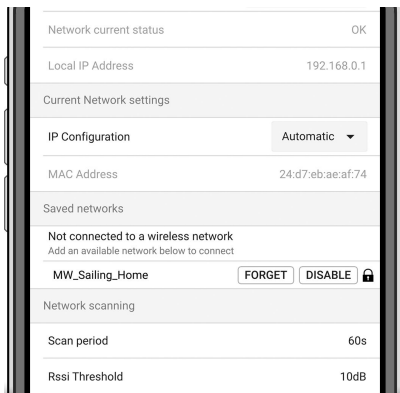 Network current status OK
Local IP Address 192.168.0.1
Current Network settings
IP Configuration Automatic
MAC Address 24:d7:eb:ae:af:74
Saved networks
Not connected to a wireless network
Add an available network below to connect
MW_Sailing_Home FORGET DISABLE
Network scanning
Scan period 60s
Rssi Threshold 10dB